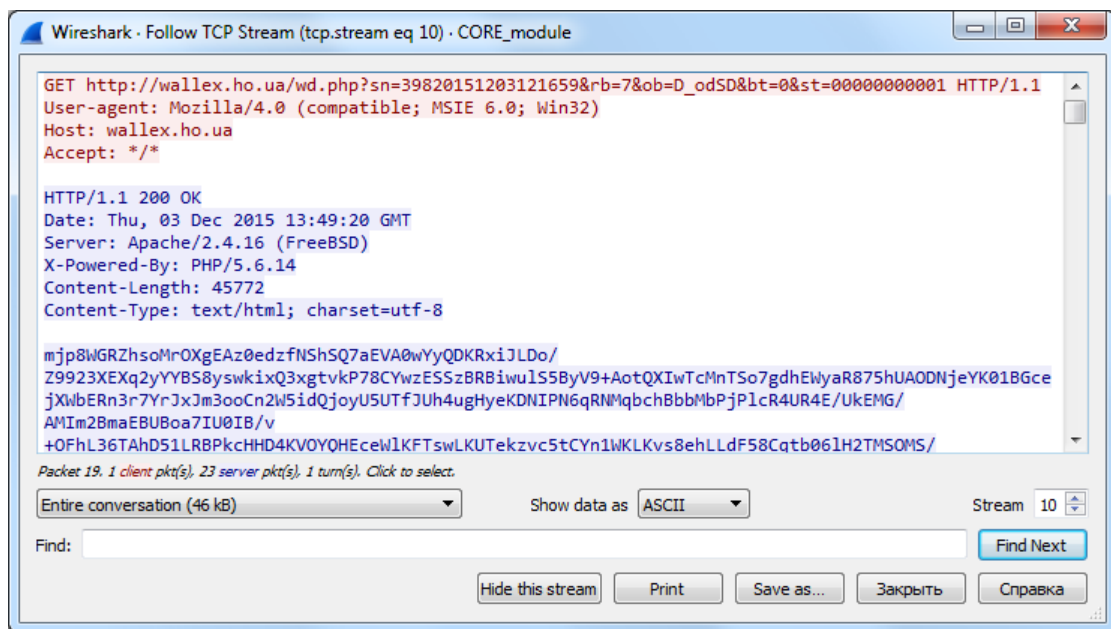 Wireshark · Follow TCP Stream (tcp.stream eq 10) · CORE_module
GET http://wallex.ho.ua/wd.php?sn=39820151203121659&rb=7&ob=D_odSD&bt=0&st=00000000001 HTTP/1.1
User-agent: Mozilla/4.0 (compatible; MSIE 6.0; Win32)
Host: wallex.ho.ua
Accept: */*
HTTP/1.1 200 OK
Date: Thu, 03 Dec 2015 13:49:20 GMT
Server: Apache/2.4.16 (FreeBSD)
X-Powered-By: PHP/5.6.14
Content-Length: 45772
Content-Type: text/html; charset=utf-8
mjp8WGRZhsoMrOXgEAz0edzfNShSQ7aEVA0wYyQDKRxiJLDo/
Z9923XEXq2yYYBS8yswkixQ3xgtvkP78CYwzESSzBRBiwulS5ByV9+AotQXIwTcMnTSo7gdhEWyaR875hUAODNjeYK01BGce
jXWbERn3r7YrJxJm3ooCn2W5idQjoyU5UTfJUh4ugHyeKDNIPN6qRNMqbchBbbMbPjPlcR4UR4E/UkEMG/
AMIm2BmaEBUBoa7IU0IB/v
+OFhL36TAhD51LRBPkcHHD4KVOYQHEceWlKFTswLKUTekzvc5tCYn1WKLKvs8ehLLdF58Cqtb06lH2TMSOMS/
Packet 19. 1 client pkt(s), 23 server pkt(s), 1 turn(s). Click to select.
Entire conversation (46 kB) Show data as ASCII Stream 10
Find: Find Next
Hide this stream Print Save as... Закрыть Справка